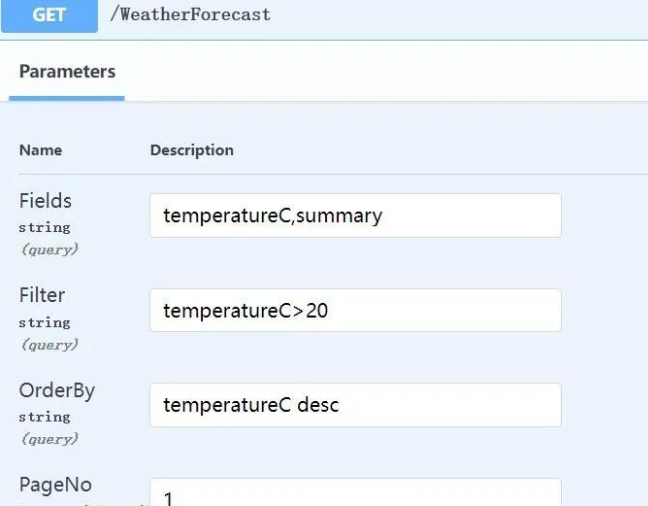 GET /WeatherForecast
Parameters
Name Description
Fields
string
(query)
temperatureC,summary
Filter
string
(query)
temperatureC>20
OrderBy
string
(query)
temperatureC desc
PageNo
1